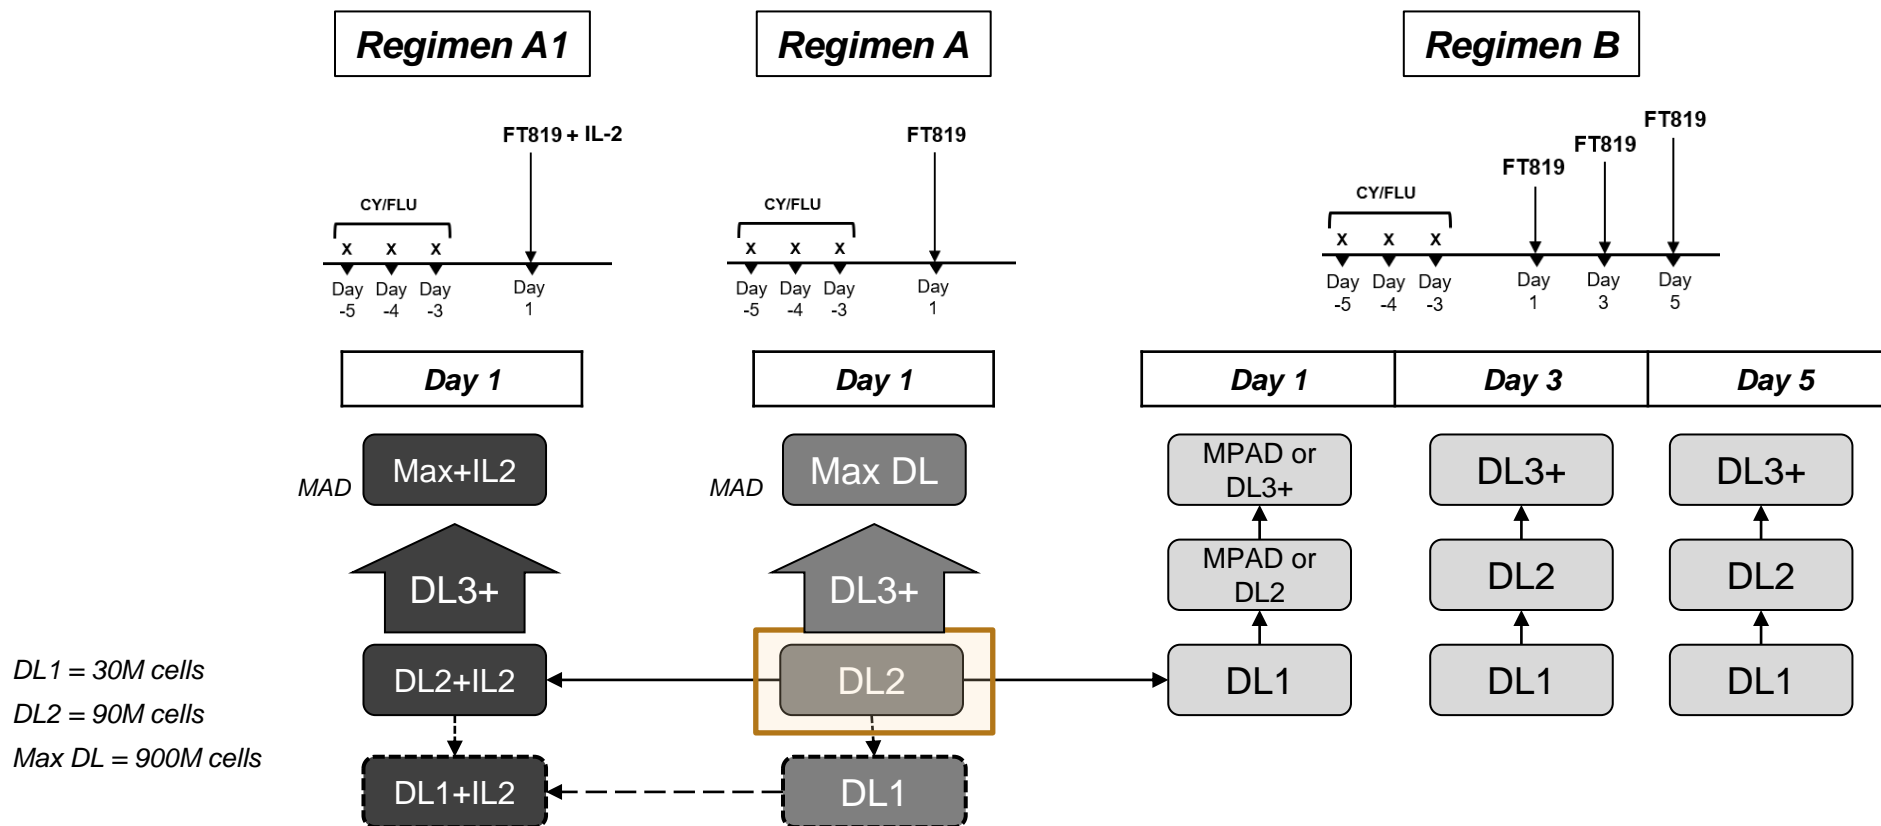 Regimen A1
Regimen A
Regimen B
FT819 + IL-2
CY/FLU
x x x
Day -5
Day -4
Day -3
Day 1
FT819
CY/FLU
x x x
Day -5
Day -4
Day -3
Day 1
FT819
FT819
FT819
CY/FLU
x x x
Day -5
Day -4
Day -3
Day 1
Day 3
Day 5
Day 1
Day 1
Day 1
Day 3
Day 5
MAD
Max+IL2
DL3+
DL2+IL2
DL1+IL2
MAD
Max DL
DL3+
DL2
DL1
MPAD or
DL3+
MPAD or
DL2
DL1
DL3+
DL2
DL1
DL3+
DL2
DL1
DL1 = 30M cells
DL2 = 90M cells
Max DL = 900M cells